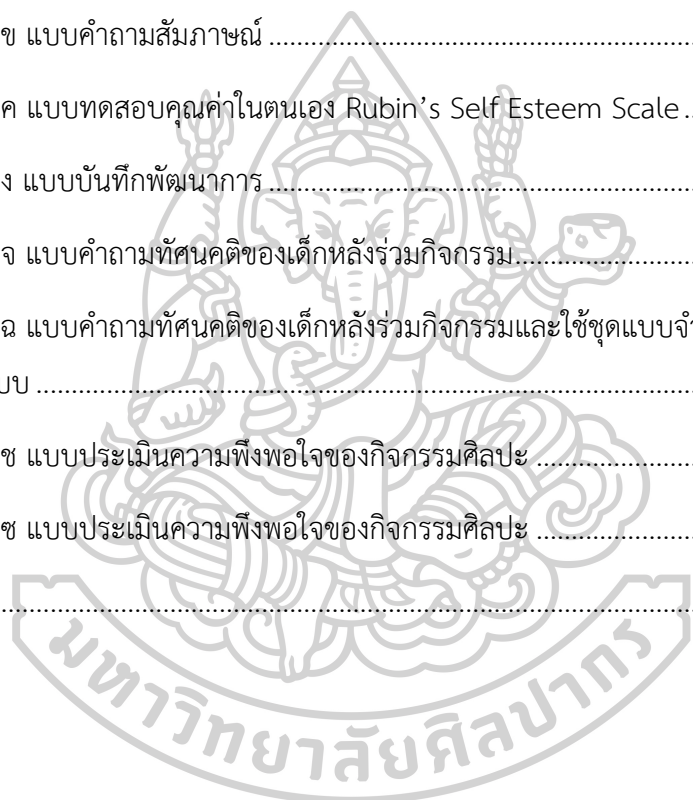 ข แบบคำถามสัมภาษณ์ ........................................................................
ค แบบทดสอบคุณค่าในตนเอง Rubin’s Self Esteem Scale ..
ง แบบบันทึกพัฒนาการ ........................................................................
จ แบบคำถามทัศนคติของเด็กหลังร่วมกิจกรรม..............................
ฉ แบบคำถามทัศนคติของเด็กหลังร่วมกิจกรรมและใช้ชุดแบบจำ
บบ ........................................................................................................
ช แบบประเมินความพึงพอใจของกิจกรรมศิลปะ ..........................
ซ แบบประเมินความพึงพอใจของกิจกรรมศิลปะ ..........................
................................................................................................................
มหาวิทยาลัยศิลปากร